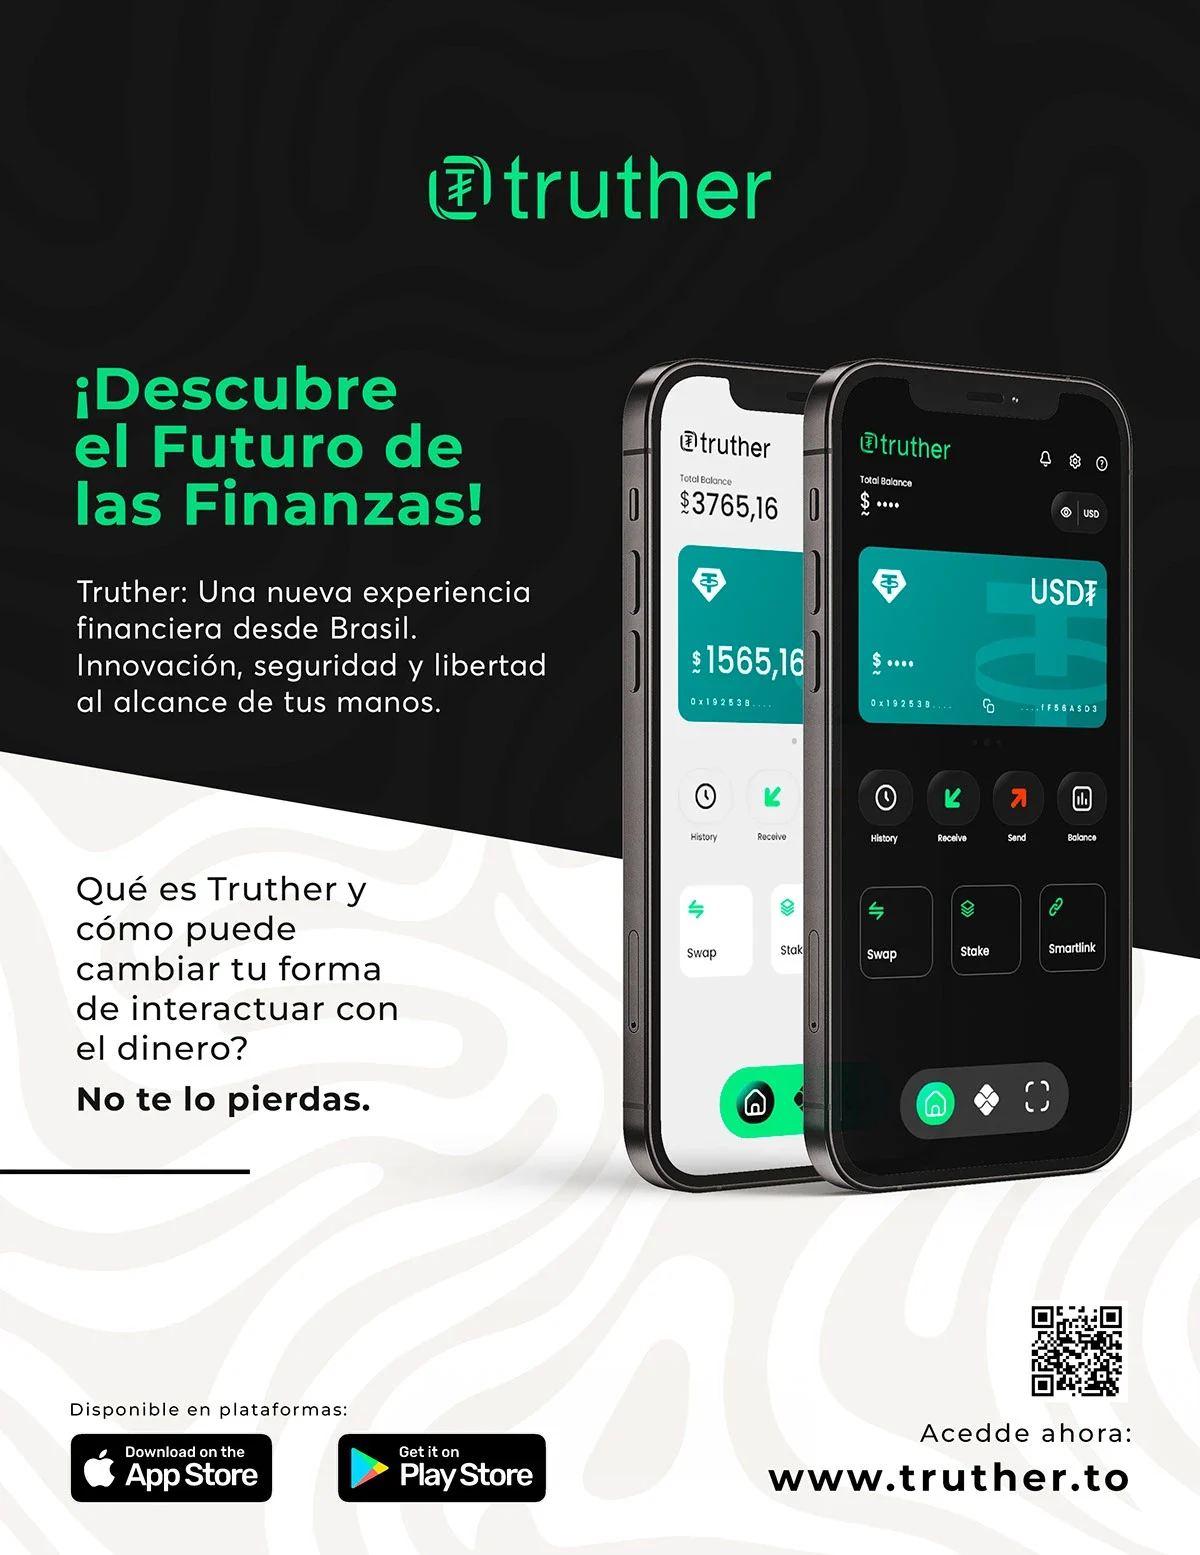 truther
¡Descubre
el Futuro de
las Finanzas!
Truther: Una nueva experiencia
financiera desde Brasil.
Innovación, seguridad y libertad
al alcance de tus manos.
Qué es Truther y
cómo puede
cambiar tu forma
de interactuar con
el dinero?
No te lo pierdas.
truther
Total Balance
$3765,16
$1565,16
0x19253B....
History
Receive
Swap
Stak
truther
Total Balance
$ ••••
USD
USD₮
$ ••••
0x19253B....
....fF56ASD3
History
Receive
Send
Balance
Swap
Stake
Smartlink
Disponible en plataformas:
Download on the
App Store
Get it on
Play Store
Acedde ahora:
www.truther.to